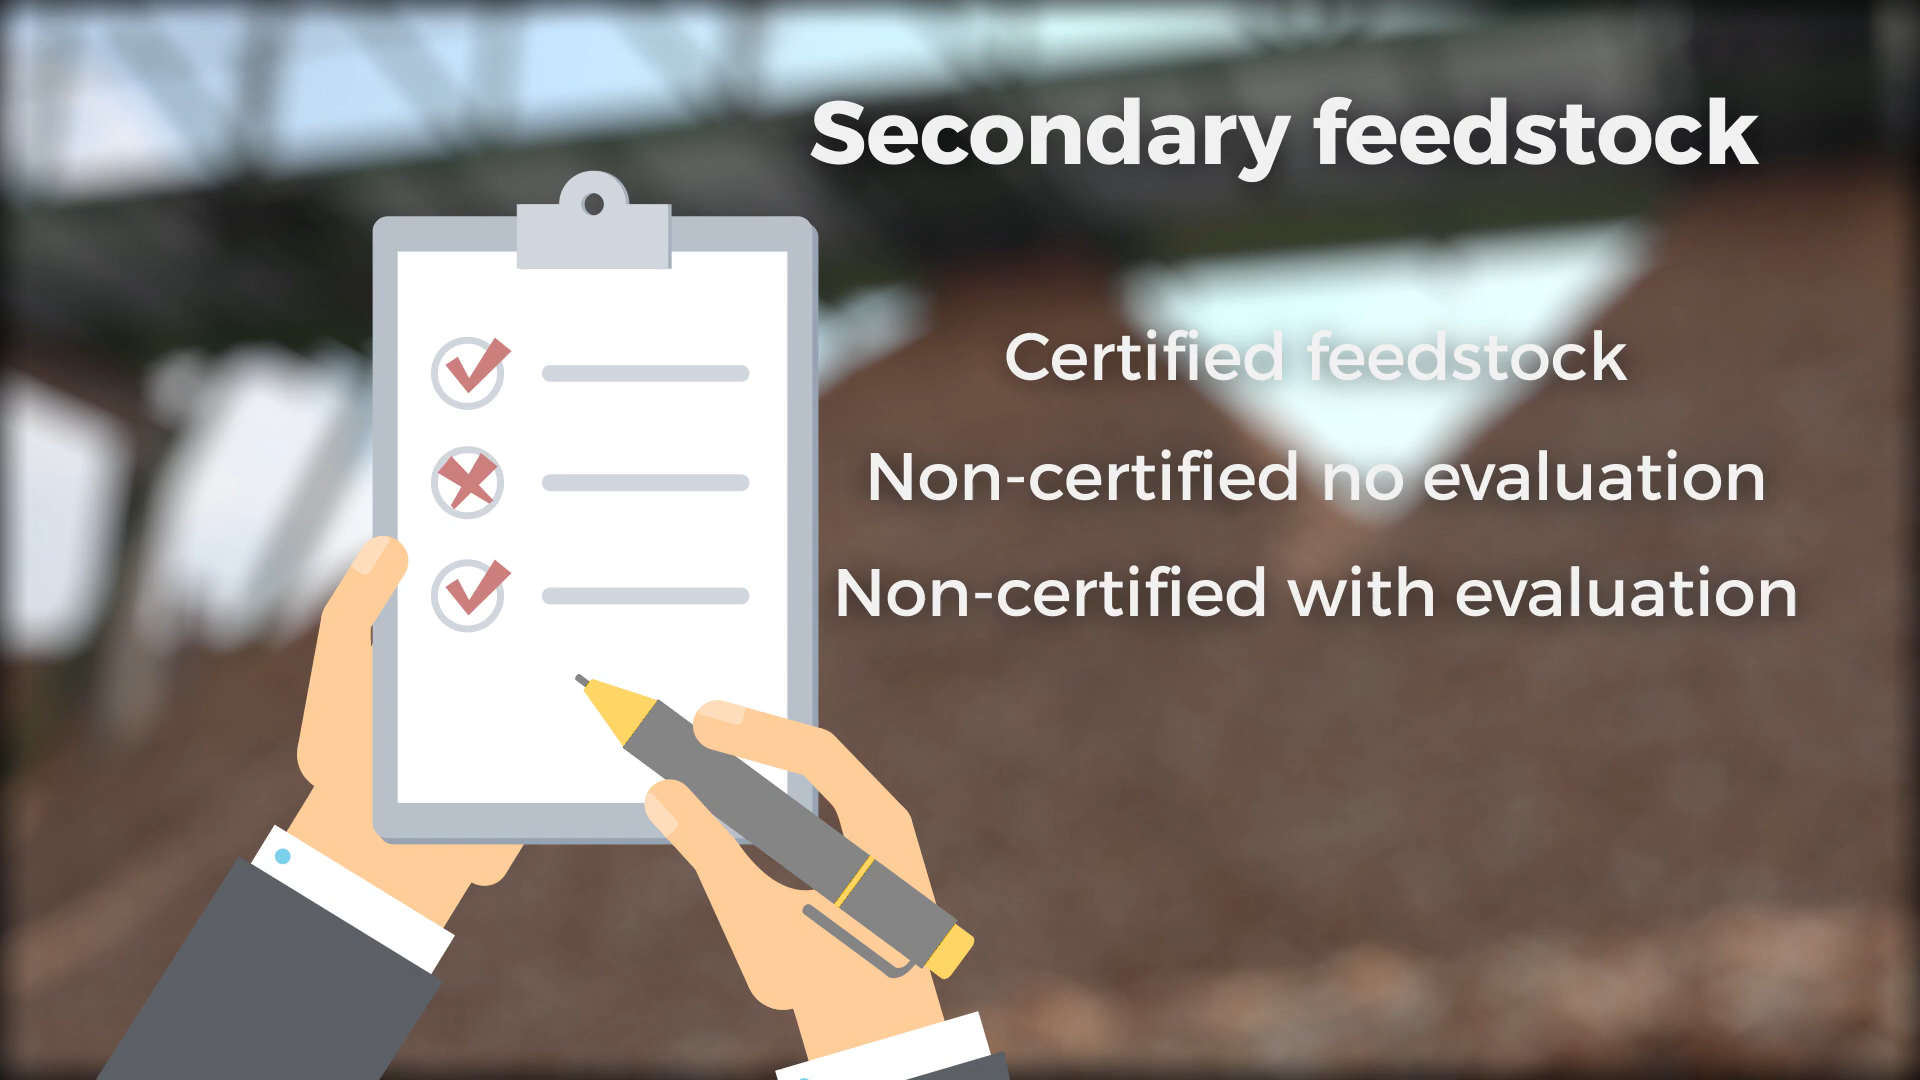 Secondary feedstock
Certified feedstock
Non-certified no evaluation
Non-certified with evaluation